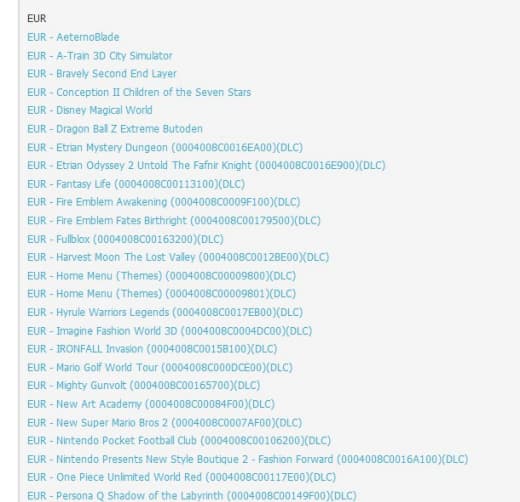 EUR
EUR - AeternoBlade
EUR - A-Train 3D City Simulator
EUR - Bravely Second End Layer
EUR - Conception II Children of the Seven Stars
EUR - Disney Magical World
EUR - Dragon Ball Z Extreme Butoden
EUR - Etrian Mystery Dungeon (0004008C0016EA00)(DLC)
EUR - Etrian Odyssey 2 Untold The Fafnir Knight (0004008C0016E900)(DLC)
EUR - Fantasy Life (0004008C00113100)(DLC)
EUR - Fire Emblem Awakening (0004008C0009F100)(DLC)
EUR - Fire Emblem Fates Birthright (0004008C00179500)(DLC)
EUR - Fullblox (0004008C00163200)(DLC)
EUR - Harvest Moon The Lost Valley (0004008C0012BE00)(DLC)
EUR - Home Menu (Themes) (0004008C00009800)(DLC)
EUR - Home Menu (Themes) (0004008C00009801)(DLC)
EUR - Hyrule Warriors Legends (0004008C0017EB00)(DLC)
EUR - Imagine Fashion World 3D (0004008C0004DC00)(DLC)
EUR - IRONFALL Invasion (0004008C0015B100)(DLC)
EUR - Mario Golf World Tour (0004008C000DCE00)(DLC)
EUR - Mighty Gunvolt (0004008C00165700)(DLC)
EUR - New Art Academy (0004008C00084F00)(DLC)
EUR - New Super Mario Bros 2 (0004008C0007AF00)(DLC)
EUR - Nintendo Pocket Football Club (0004008C00106200)(DLC)
EUR - Nintendo Presents New Style Boutique 2 - Fashion Forward (0004008C0016A100)(DLC)
EUR - One Piece Unlimited World Red (0004008C00117E00)(DLC)
EUR - Persona Q Shadow of the Labyrinth (0004008C00149F00)(DLC)